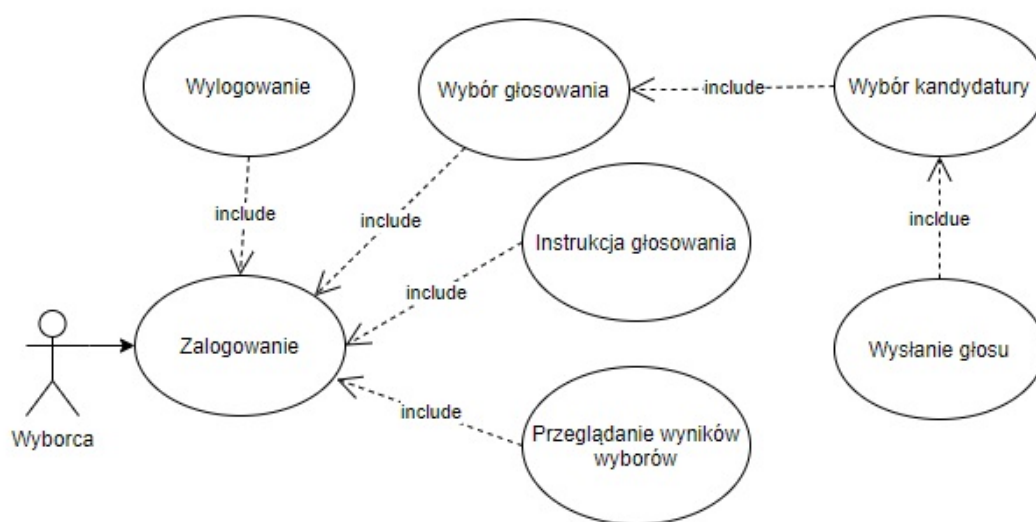 Wylogowanie
Wybór głosowania
include
Wybór kandydatury
include
include
incldue
Instrukcja głosowania
include
Zalogowanie
Wysłanie głosu
include
Wyborca
Przeglądanie wyników
wyborów